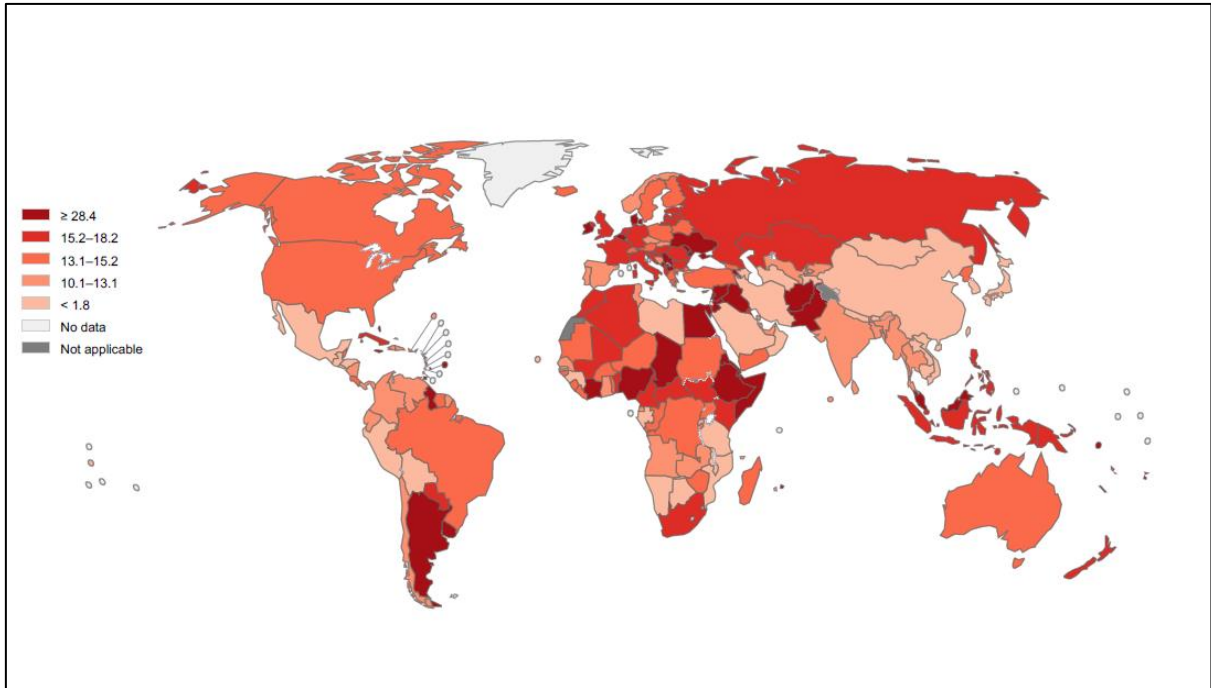 ≥ 28.4
15.2–18.2
13.1–15.2
10.1–13.1
< 1.8
No data
Not applicable